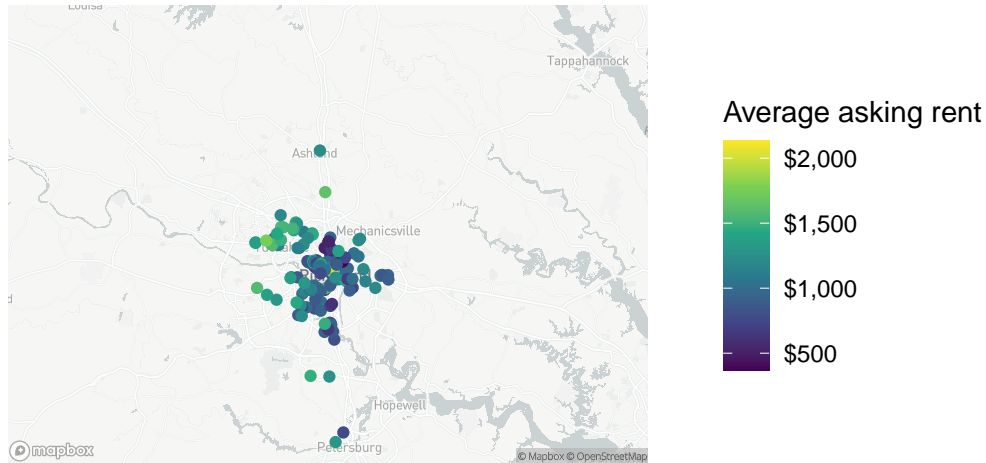 Louisa
Tappahannock
Ashland
Mechanicsville
Hopewell
Petersburg
mapbox
© Mapbox © OpenStreetMap
Average asking rent
$2,000
$1,500
$1,000
$500